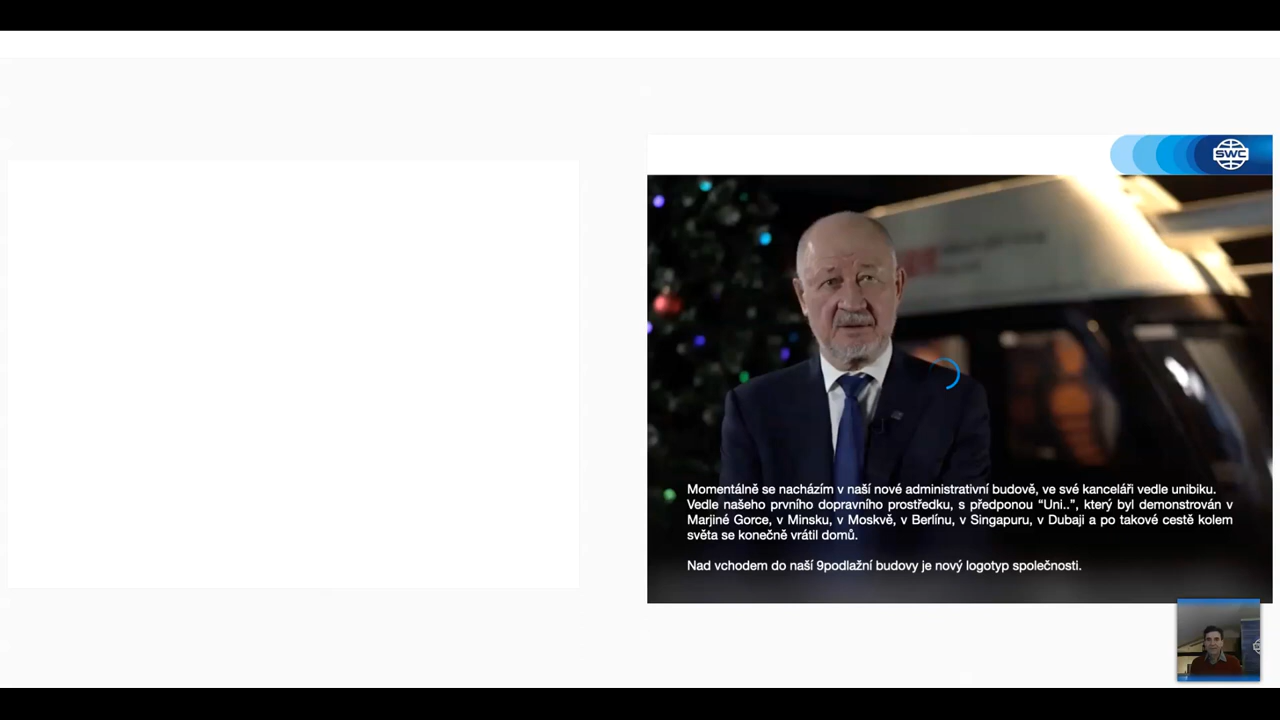 SWC
Momentálně se nacházím v naší nové administrativní budově, ve své kanceláři vedle unibiku.
Vedle našeho prvního dopravního prostředku, s předponou “Uni..”, který byl demonstrován v
Marjiné Gorce, v Minsku, v Moskvě, v Berlínu, v Singapuru, v Dubaji a po takové cestě kolem
světa se konečně vrátil domů.
Nad vchodem do naší 9podlažní budovy je nový logotyp společnosti.